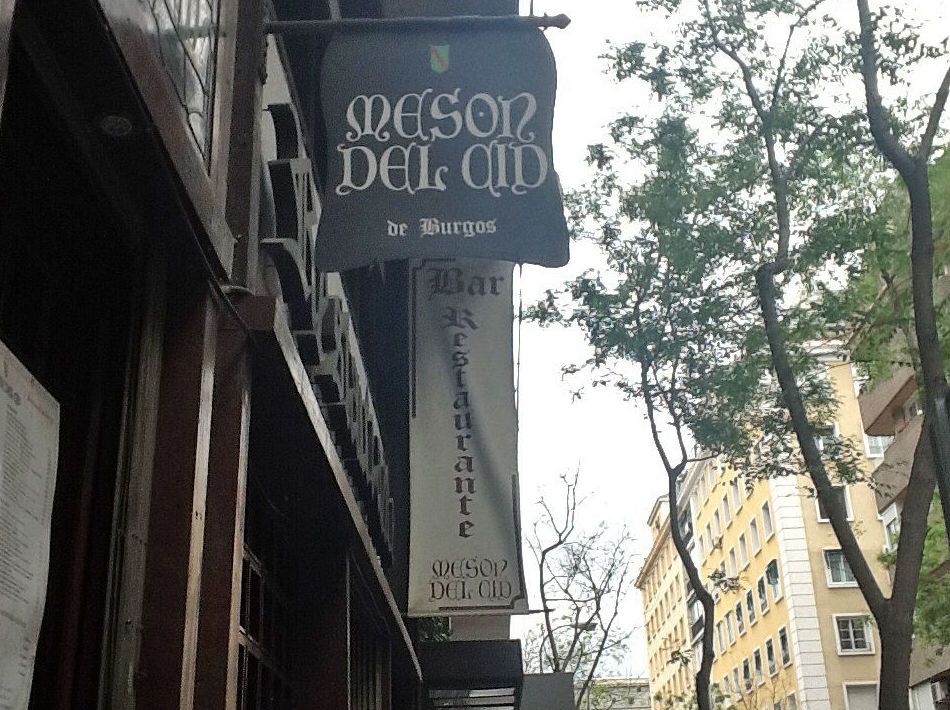 MESON
DEL CID
de Burgos
Bar
Restaurante
MESON
DEL CID